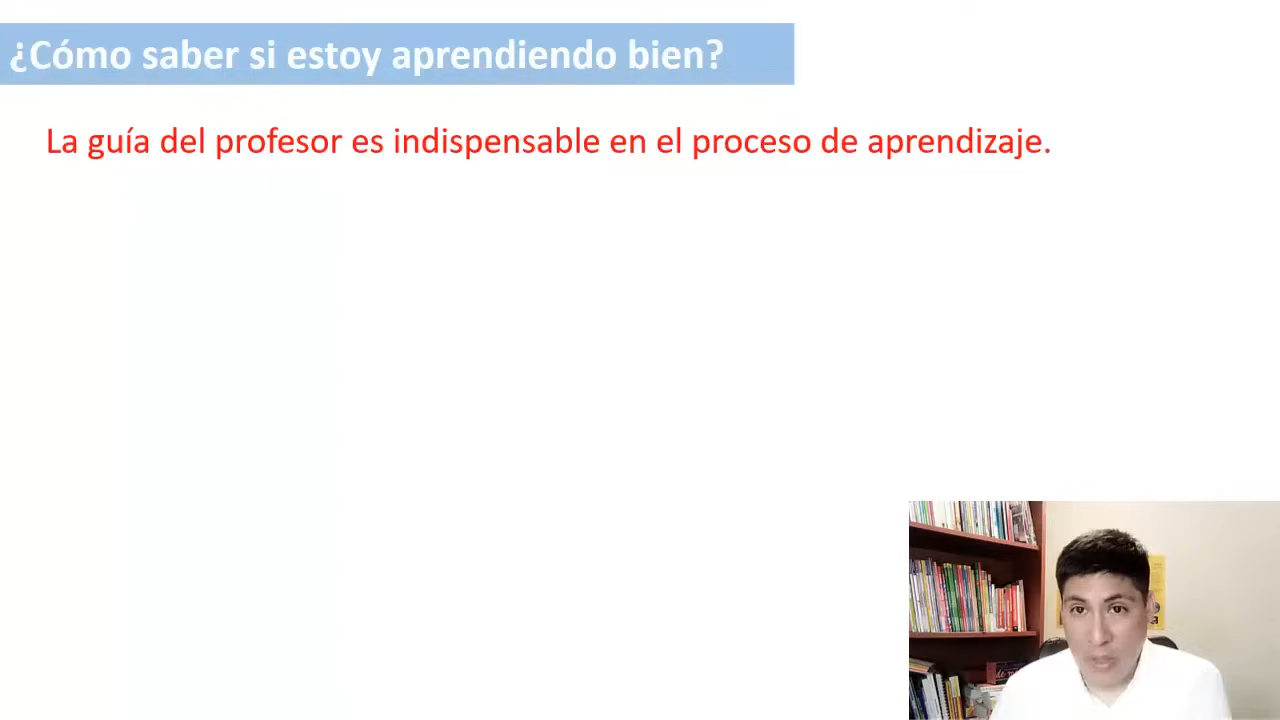 ¿Cómo saber si estoy aprendiendo bien?
La guía del profesor es indispensable en el proceso de aprendizaje.